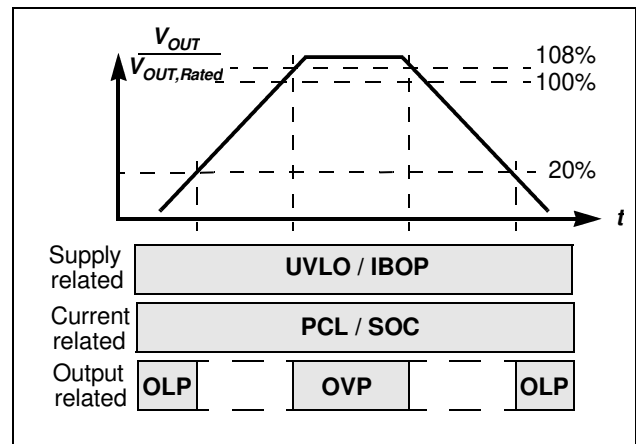 V_OUT
V_OUT,Rated
108%
100%
20%
t
Supply
related
UVLO / IBOP
Current
related
PCL / SOC
Output
related
OLP
OVP
OLP